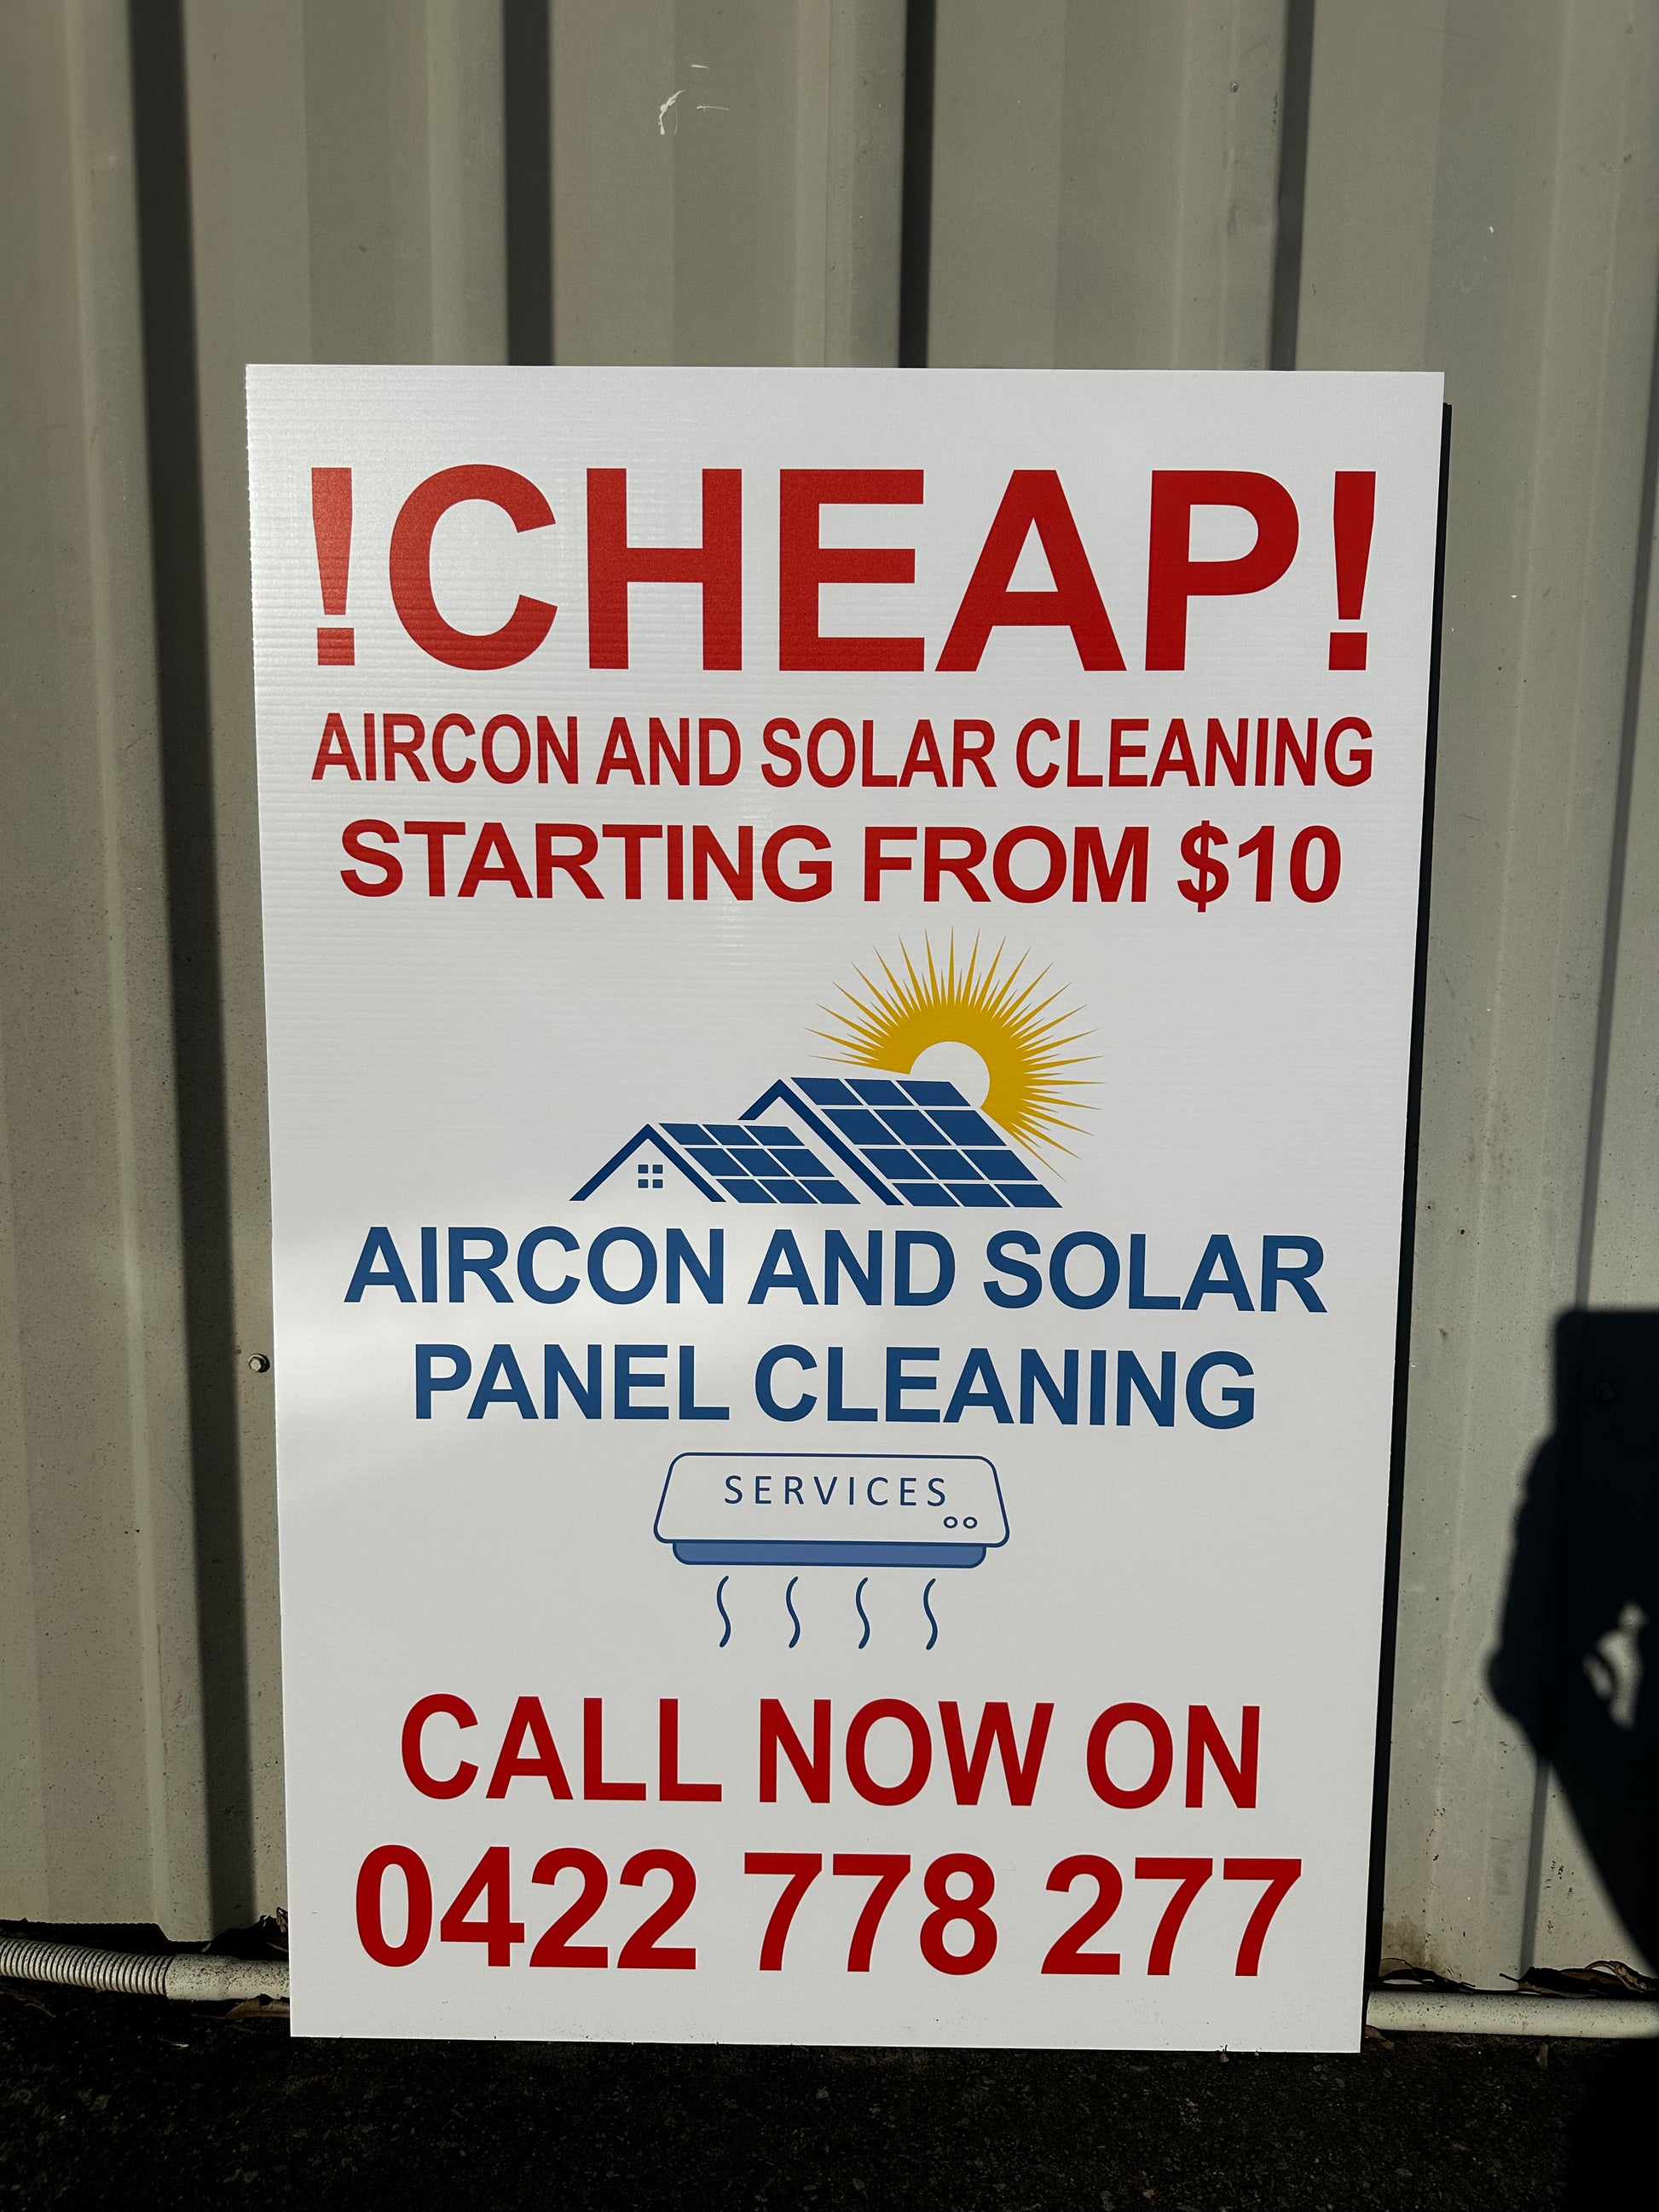 !CHEAP!
AIRCON AND SOLAR CLEANING
STARTING FROM $10
AIRCON AND SOLAR
PANEL CLEANING
SERVICES
CALL NOW ON
0422 778 277